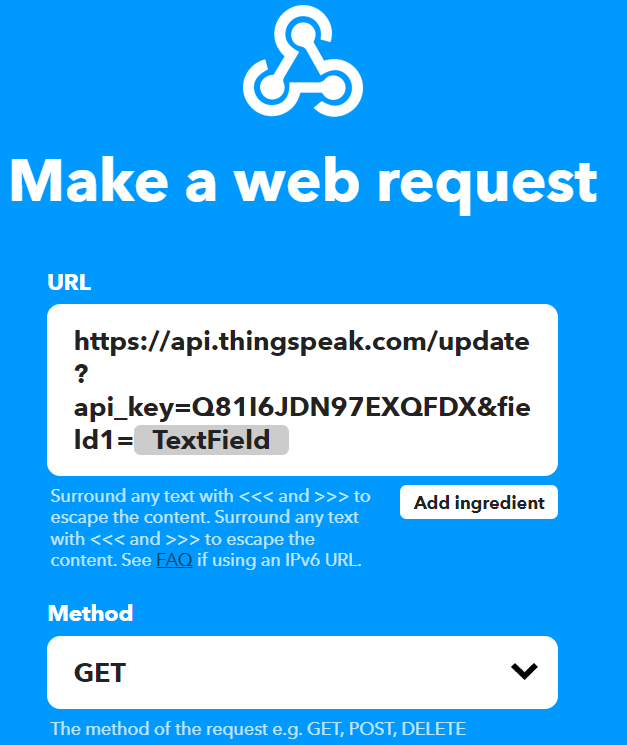 Make a web request
URL
https://api.thingspeak.com/update
?
api_key=Q81I6JDN97EXQFDX&fie
ld1= TextField
Surround any text with <<< and >>> to
escape the content. Surround any text
with <<< and >>> to escape the
content. See FAQ if using an IPv6 URL.
Add ingredient
Method
GET
The method of the request e.g. GET, POST, DELETE